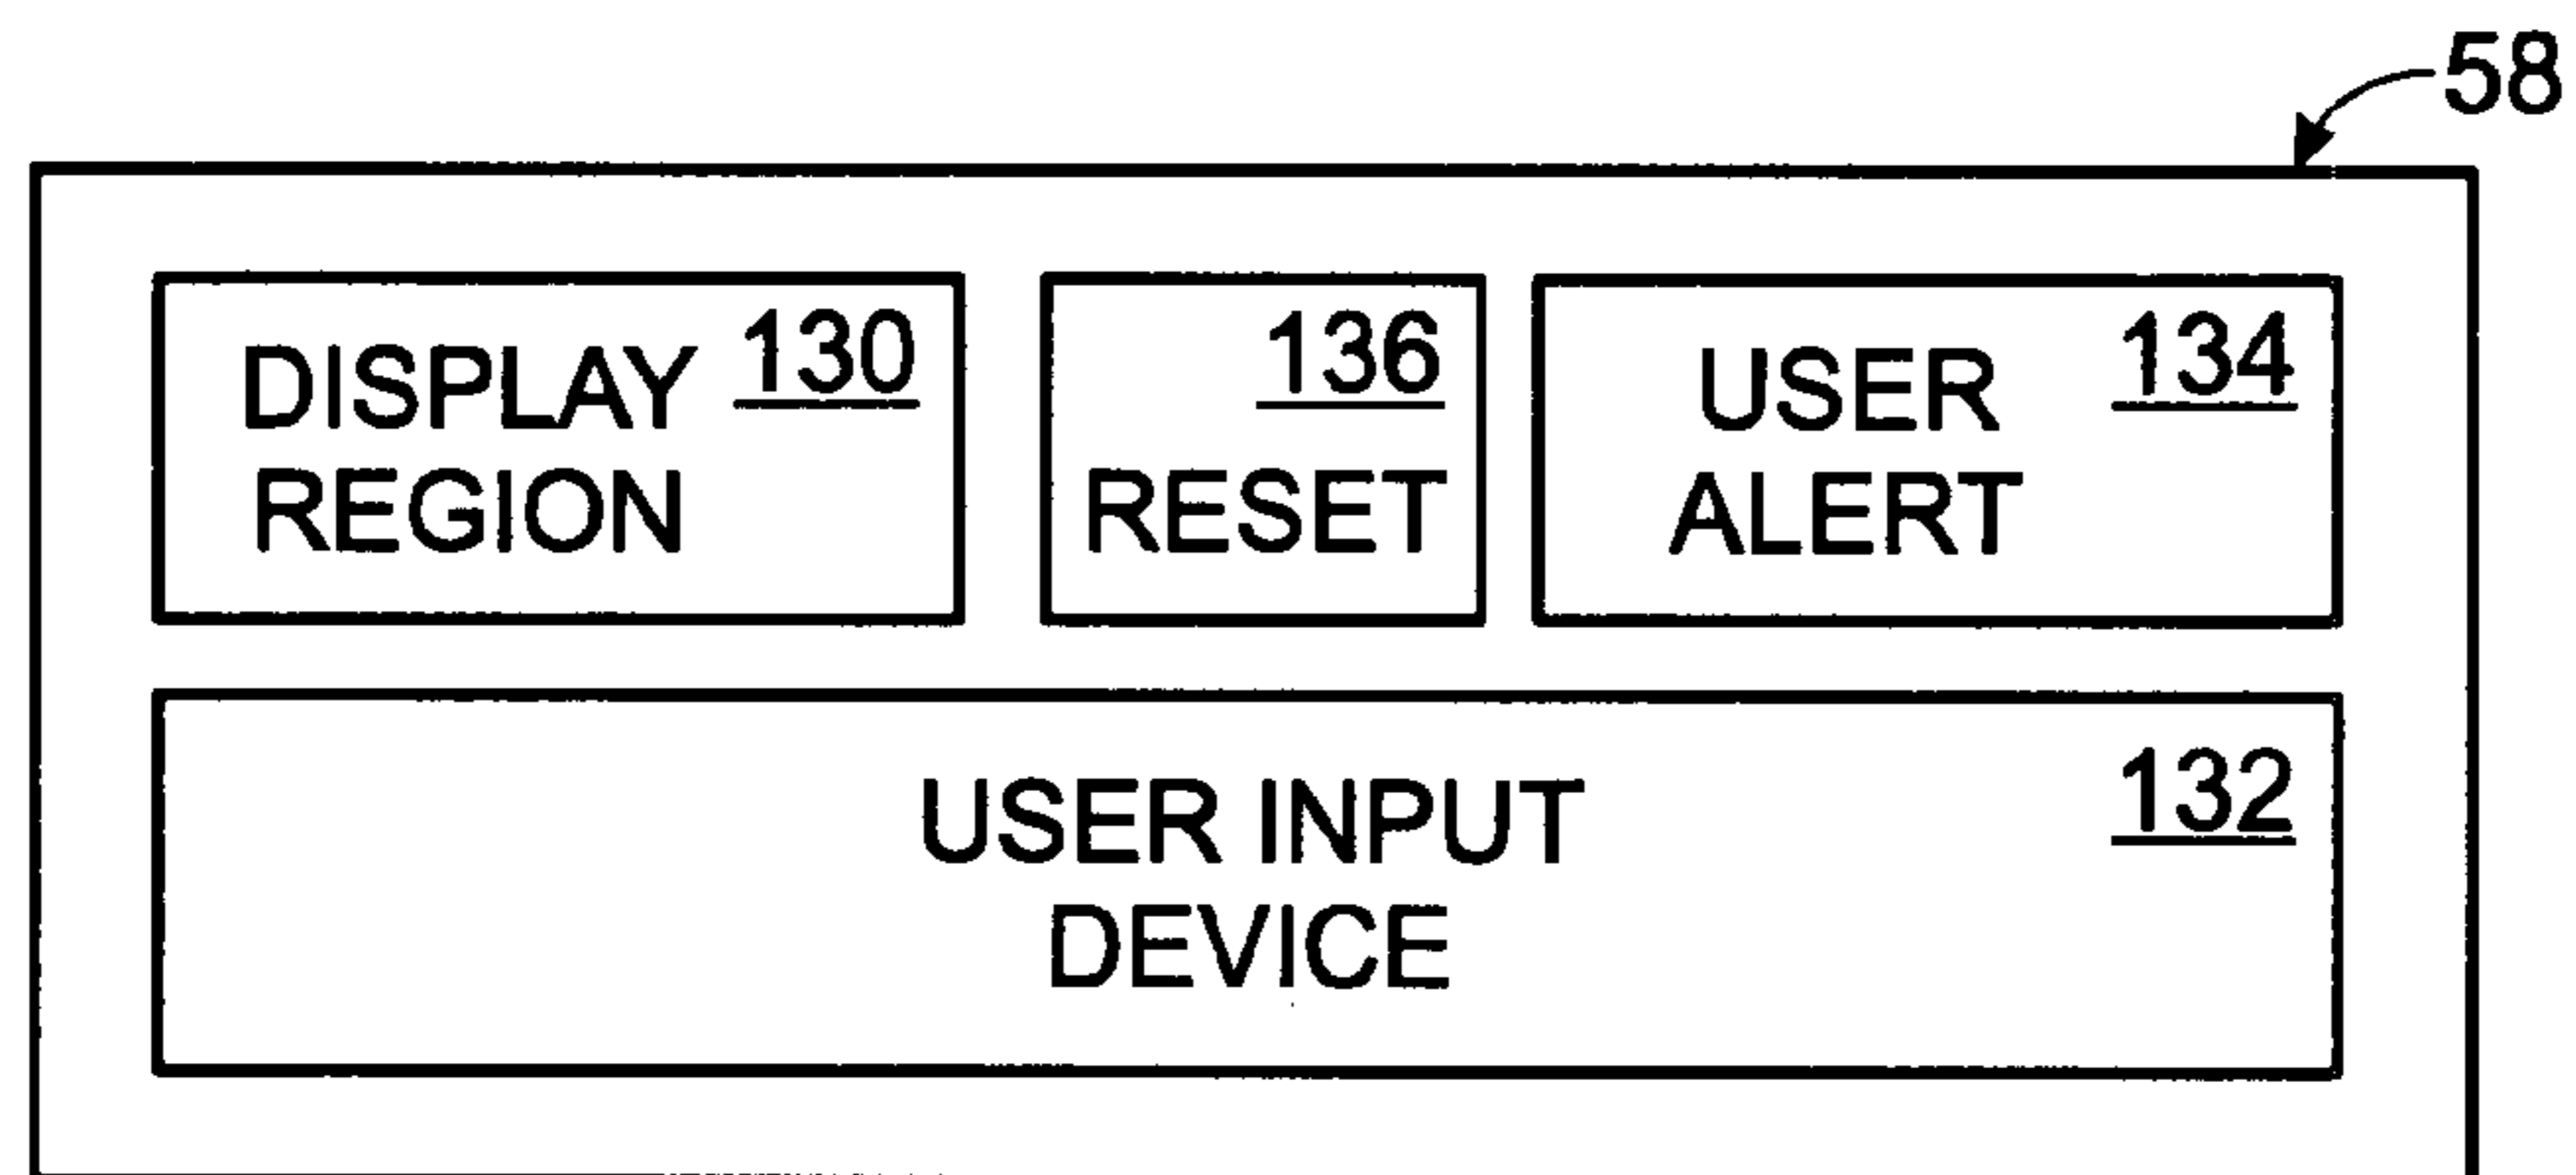 58
DISPLAY 130
REGION
136
RESET
USER 134
ALERT
132
USER INPUT
DEVICE